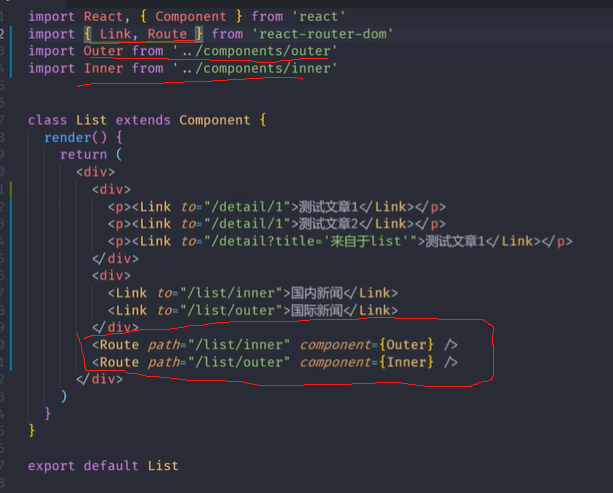 import React, { Component } from 'react'
import { Link, Route } from 'react-router-dom'
import Outer from '../components/outer'
import Inner from '../components/inner'
class List extends Component {
render() {
return (
<div>
<div>
<p><Link to="/detail/1">测试文章1</Link></p>
<p><Link to="/detail/2">测试文章2</Link></p>
<p><Link to="/detail?title='来自于list'">测试文章1</Link></p>
</div>
<div>
<Link to="/list/inner">国内新闻</Link>
<Link to="/list/outer">国际新闻</Link>
</div>
<Route path="/list/inner" component={Outer} />
<Route path="/list/outer" component={Inner} />
</div>
)
}
}
export default List